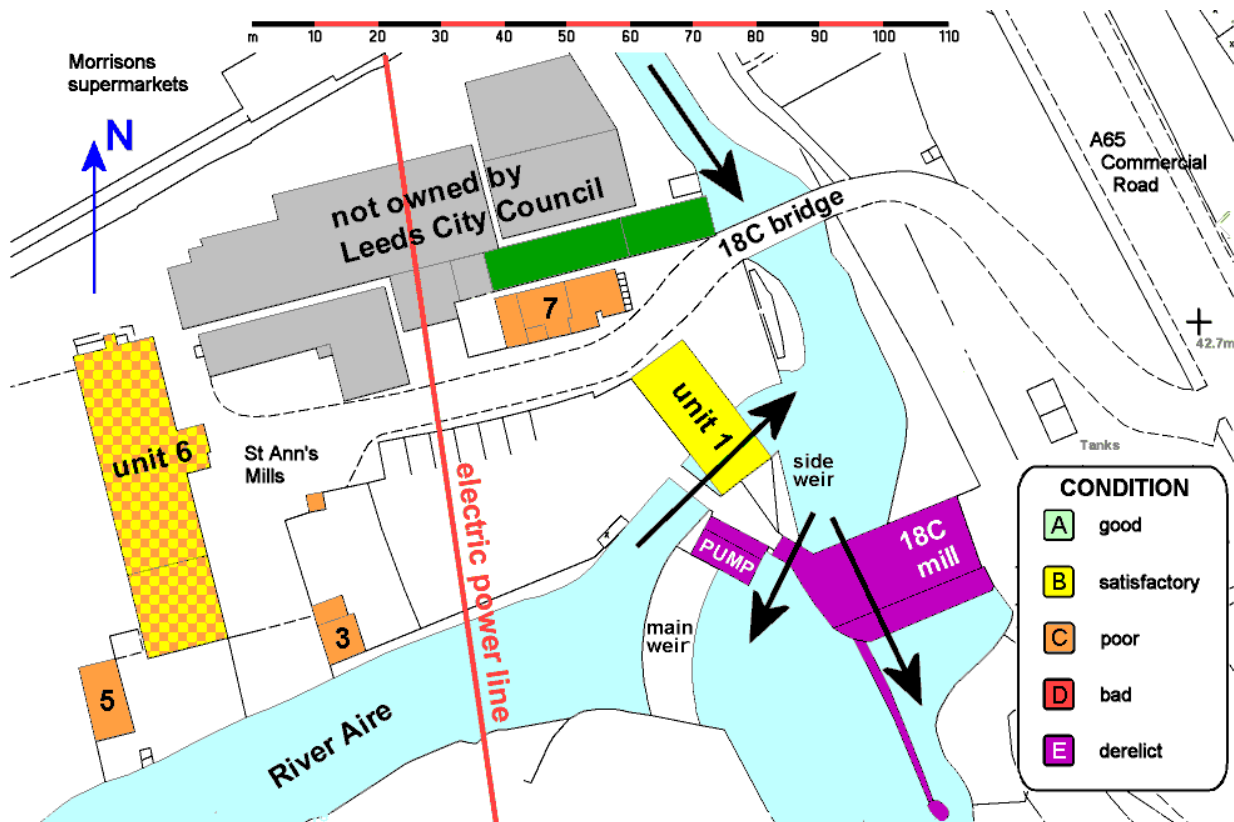 m 10 20 30 40 50 60 70 80 90 100 110
Morrisons
supermarkets
N
A65
Commercial
Road
not owned by
Leeds City Council
18C bridge
7
42.7m
unit 1
unit 6
St Ann's
Mills
electric power line
side
weir
Tanks
PUMP
18C
mill
3
main
weir
5
River Aire
CONDITION
A good
B satisfactory
C poor
D bad
E derelict